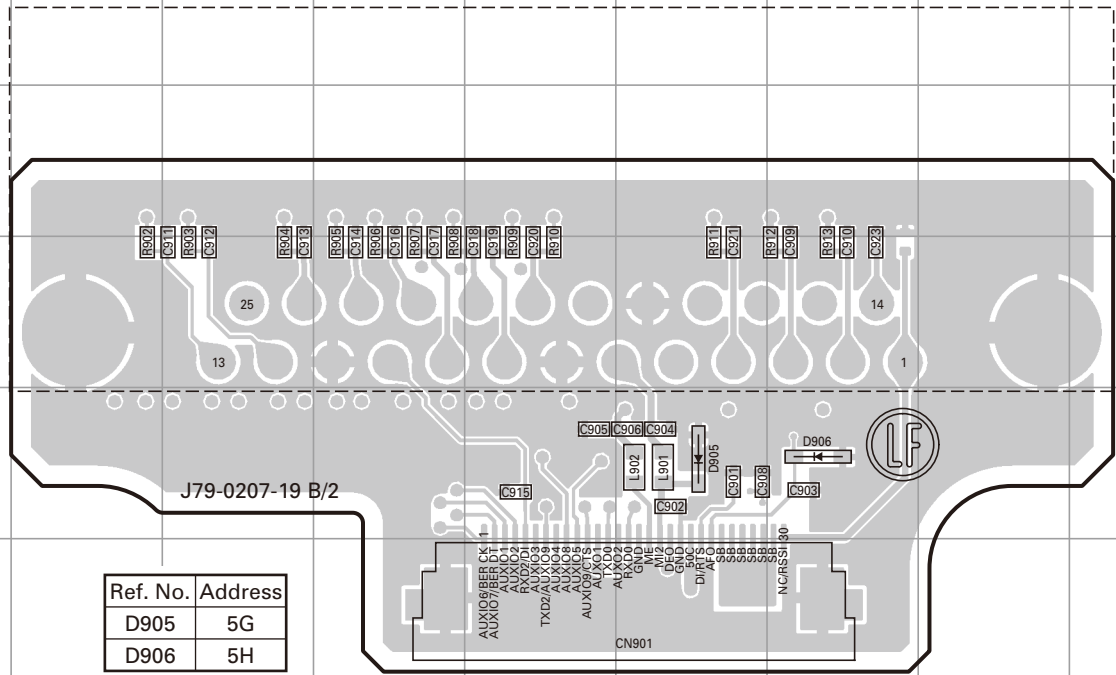 R902 C911 R903 C912 R904 C913 R905 C914 R906 C916 R907 C917 R908 C918 C919 R909 C920 R910 R911 C921 R912 C909 R913 C910 C923
25 14
13 1
C905 C906 C904
D906
L902 L901 D905
LF
C901 C908
J79-0207-19 B/2
C915 C903
C902
1
30
AUXIO6/BER CK
AUXIO7/BER DT
AUXIO1
AUXIO2
RXD2/DI
AUXIO3
TXD2/AUXIO9
AUXIO4
AUXIO8
AUXIO5
AUXIO9/CTS
AUXO1
TXD0
AUXO2
RXD0
GND
ME
MI2
DEO
GND
50C
DI/RTS
AFO
SB
SB
SB
SB
SB
SB
NC/RSSI
CN901
Ref. No. Address
D905 5G
D906 5H